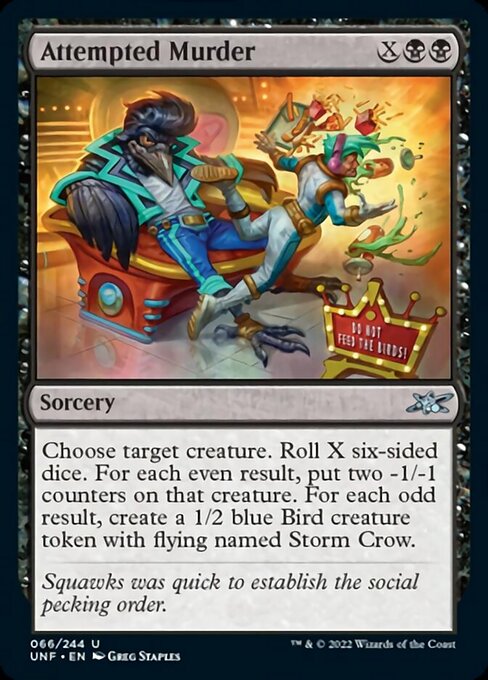 Attempted Murder X
DO NOT
FEED THE BIRDS!
Sorcery
Choose target creature. Roll X six-sided
dice. For each even result, put two -1/-1
counters on that creature. For each odd
result, create a 1/2 blue Bird creature
token with flying named Storm Crow.
Squawks was quick to establish the social
pecking order.
066/244 U
UNF • EN Greg Staples
™ & © 2022 Wizards of the Coast